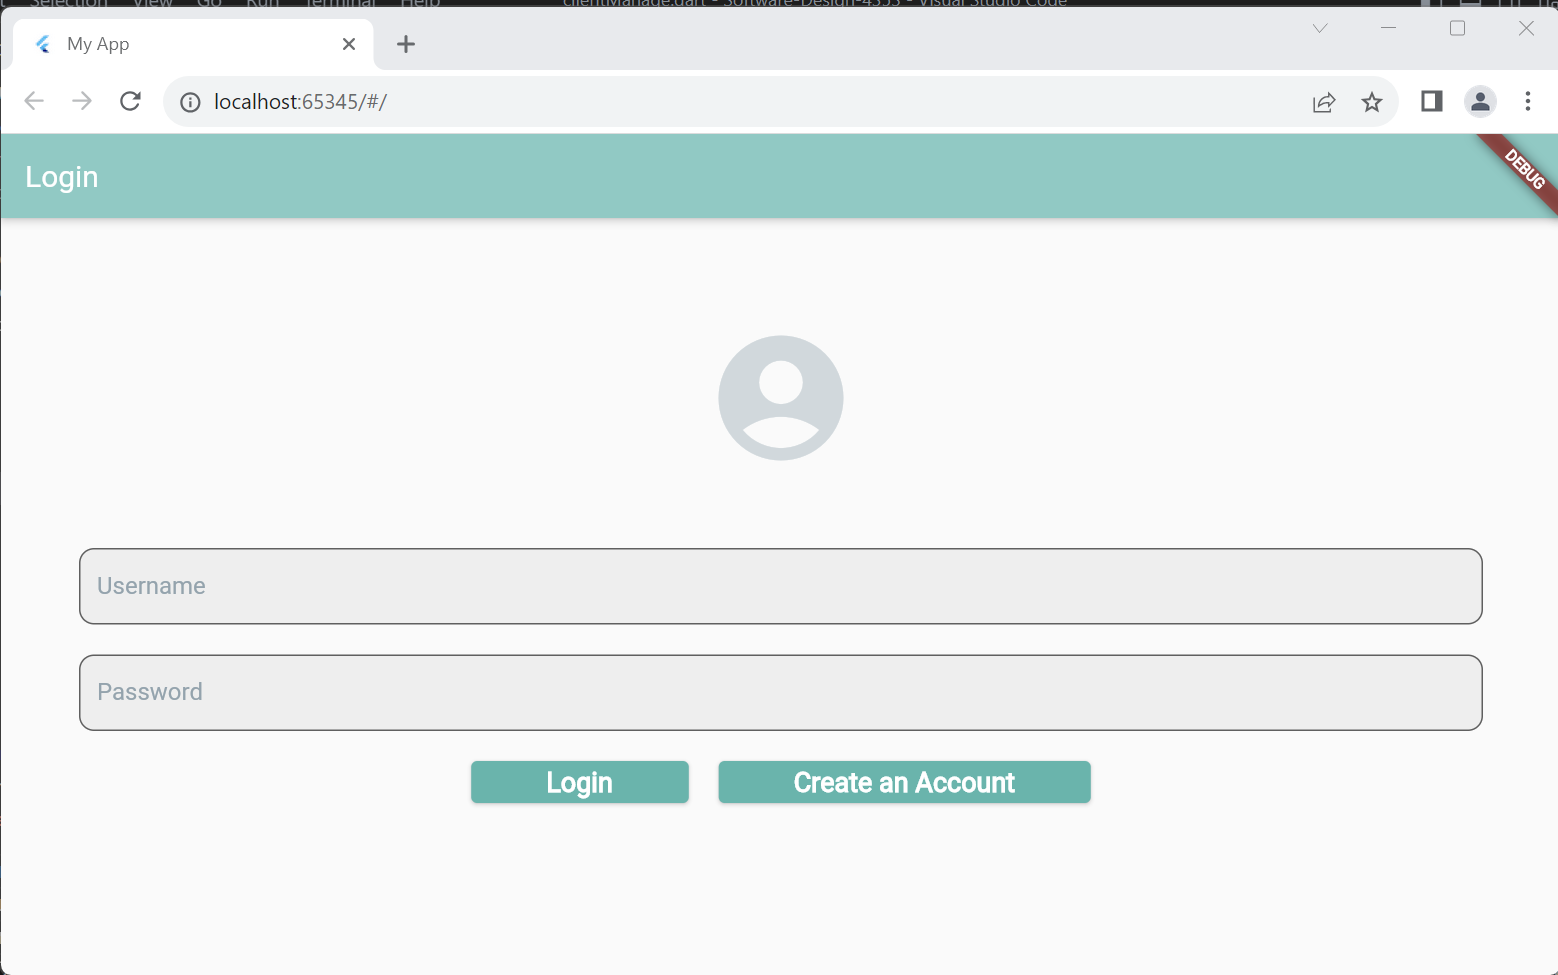 Selection View Go Run Terminal Help clientManage.dart - Software-Design-4353 - Visual Studio Code
My App
localhost:65345/#/
Login
DEBUG
Username
Password
Login Create an Account